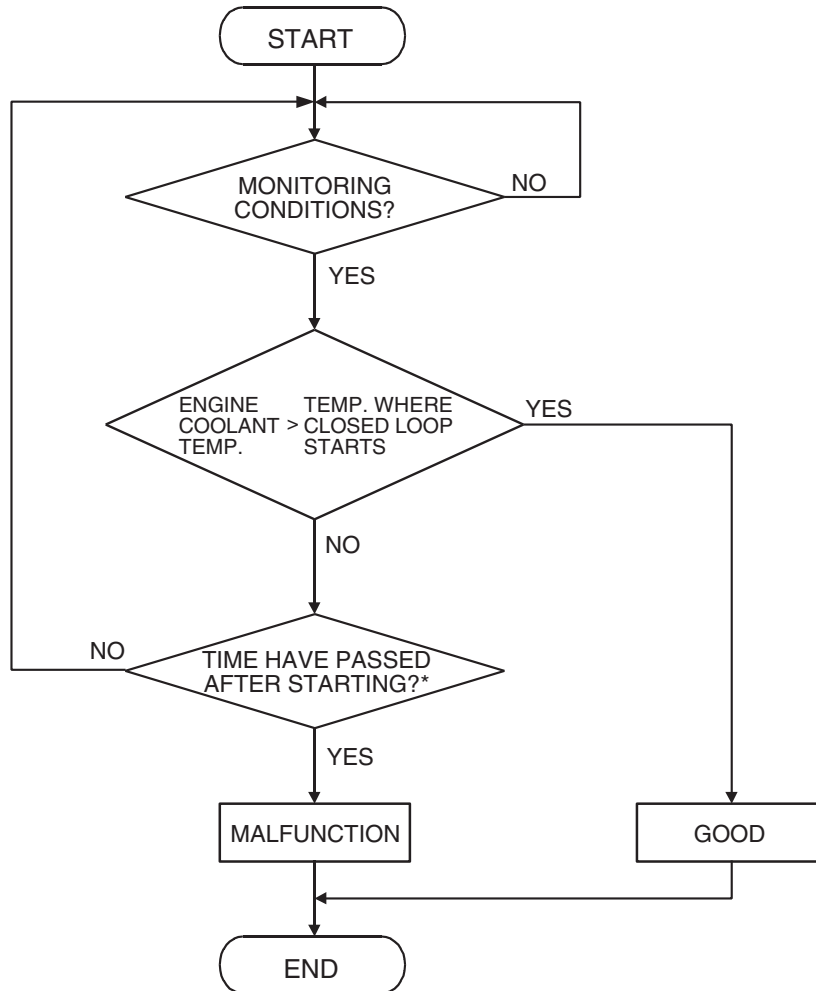 START
MONITORING
CONDITIONS?
NO
YES
ENGINE
COOLANT
TEMP.
>
TEMP. WHERE
CLOSED LOOP
STARTS
YES
NO
NO
TIME HAVE PASSED
AFTER STARTING?*
YES
MALFUNCTION
GOOD
END